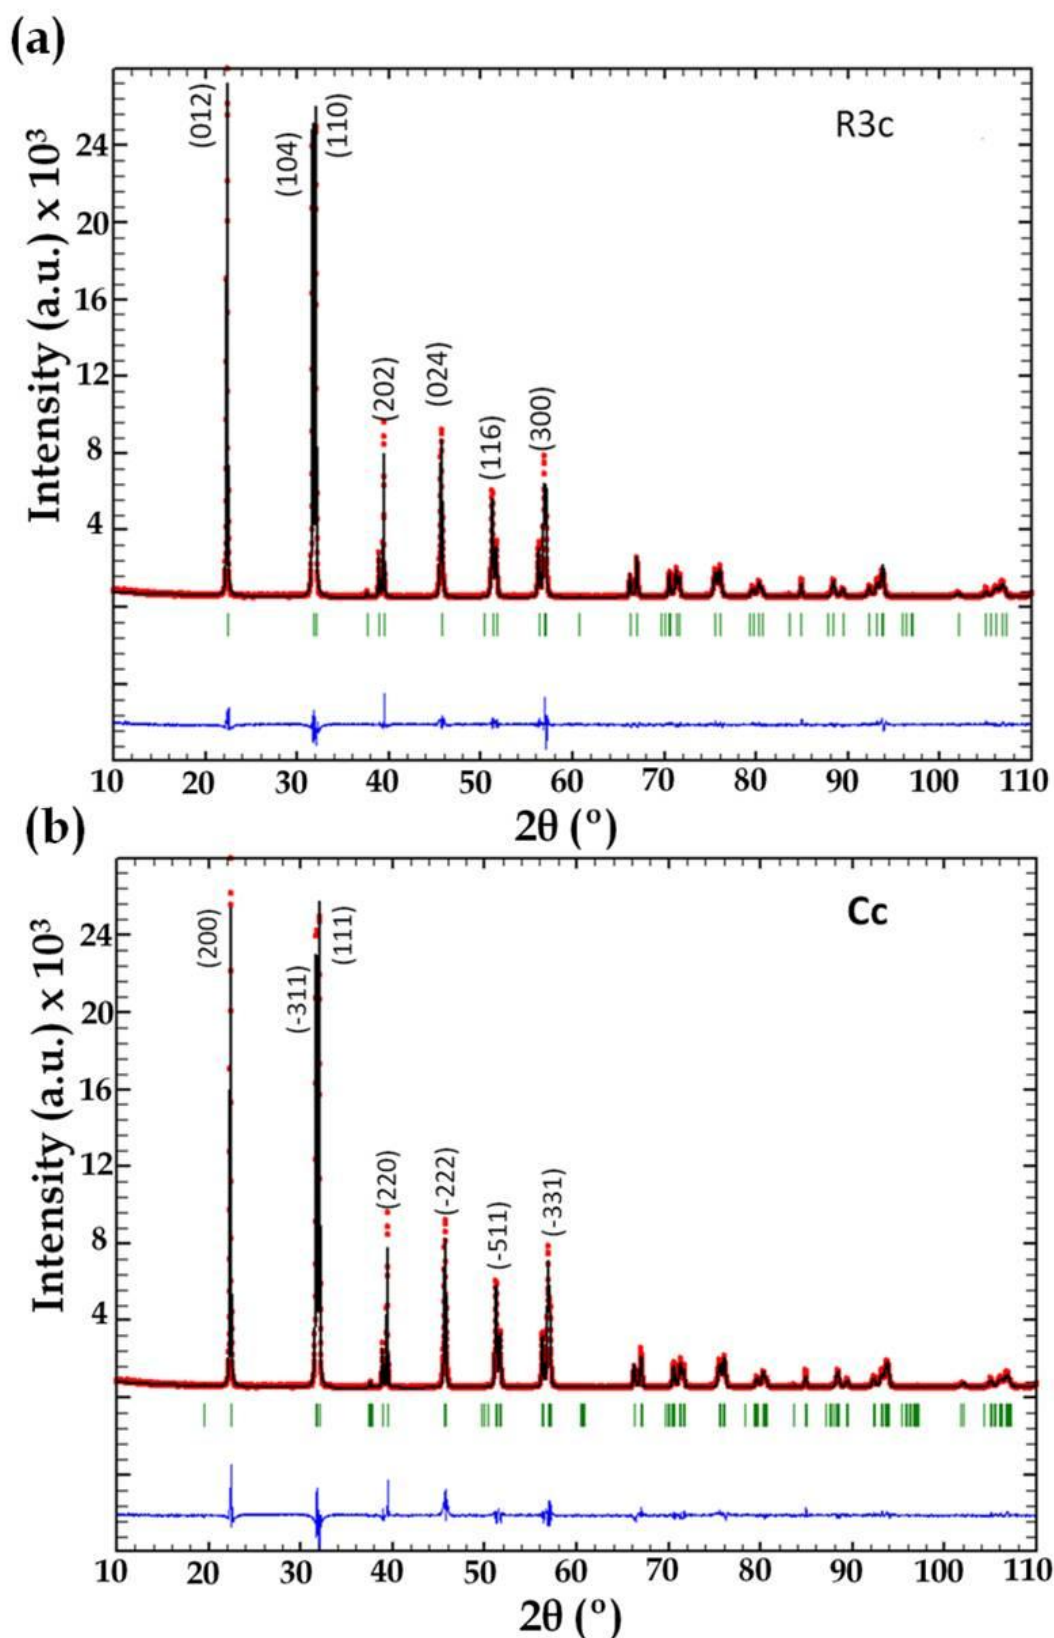 (a)
R3c
(012)
(104)
(110)
(202)
(024)
(116)
(300)
Intensity (a.u.) x 10³
24
20
16
12
8
4
10 20 30 40 50 60 70 80 90 100 110
2θ (º)
(b)
Cc
(200)
(-311)
(111)
(220)
(-222)
(-511)
(-331)
Intensity (a.u.) x 10³
24
20
16
12
8
4
10 20 30 40 50 60 70 80 90 100 110
2θ (º)